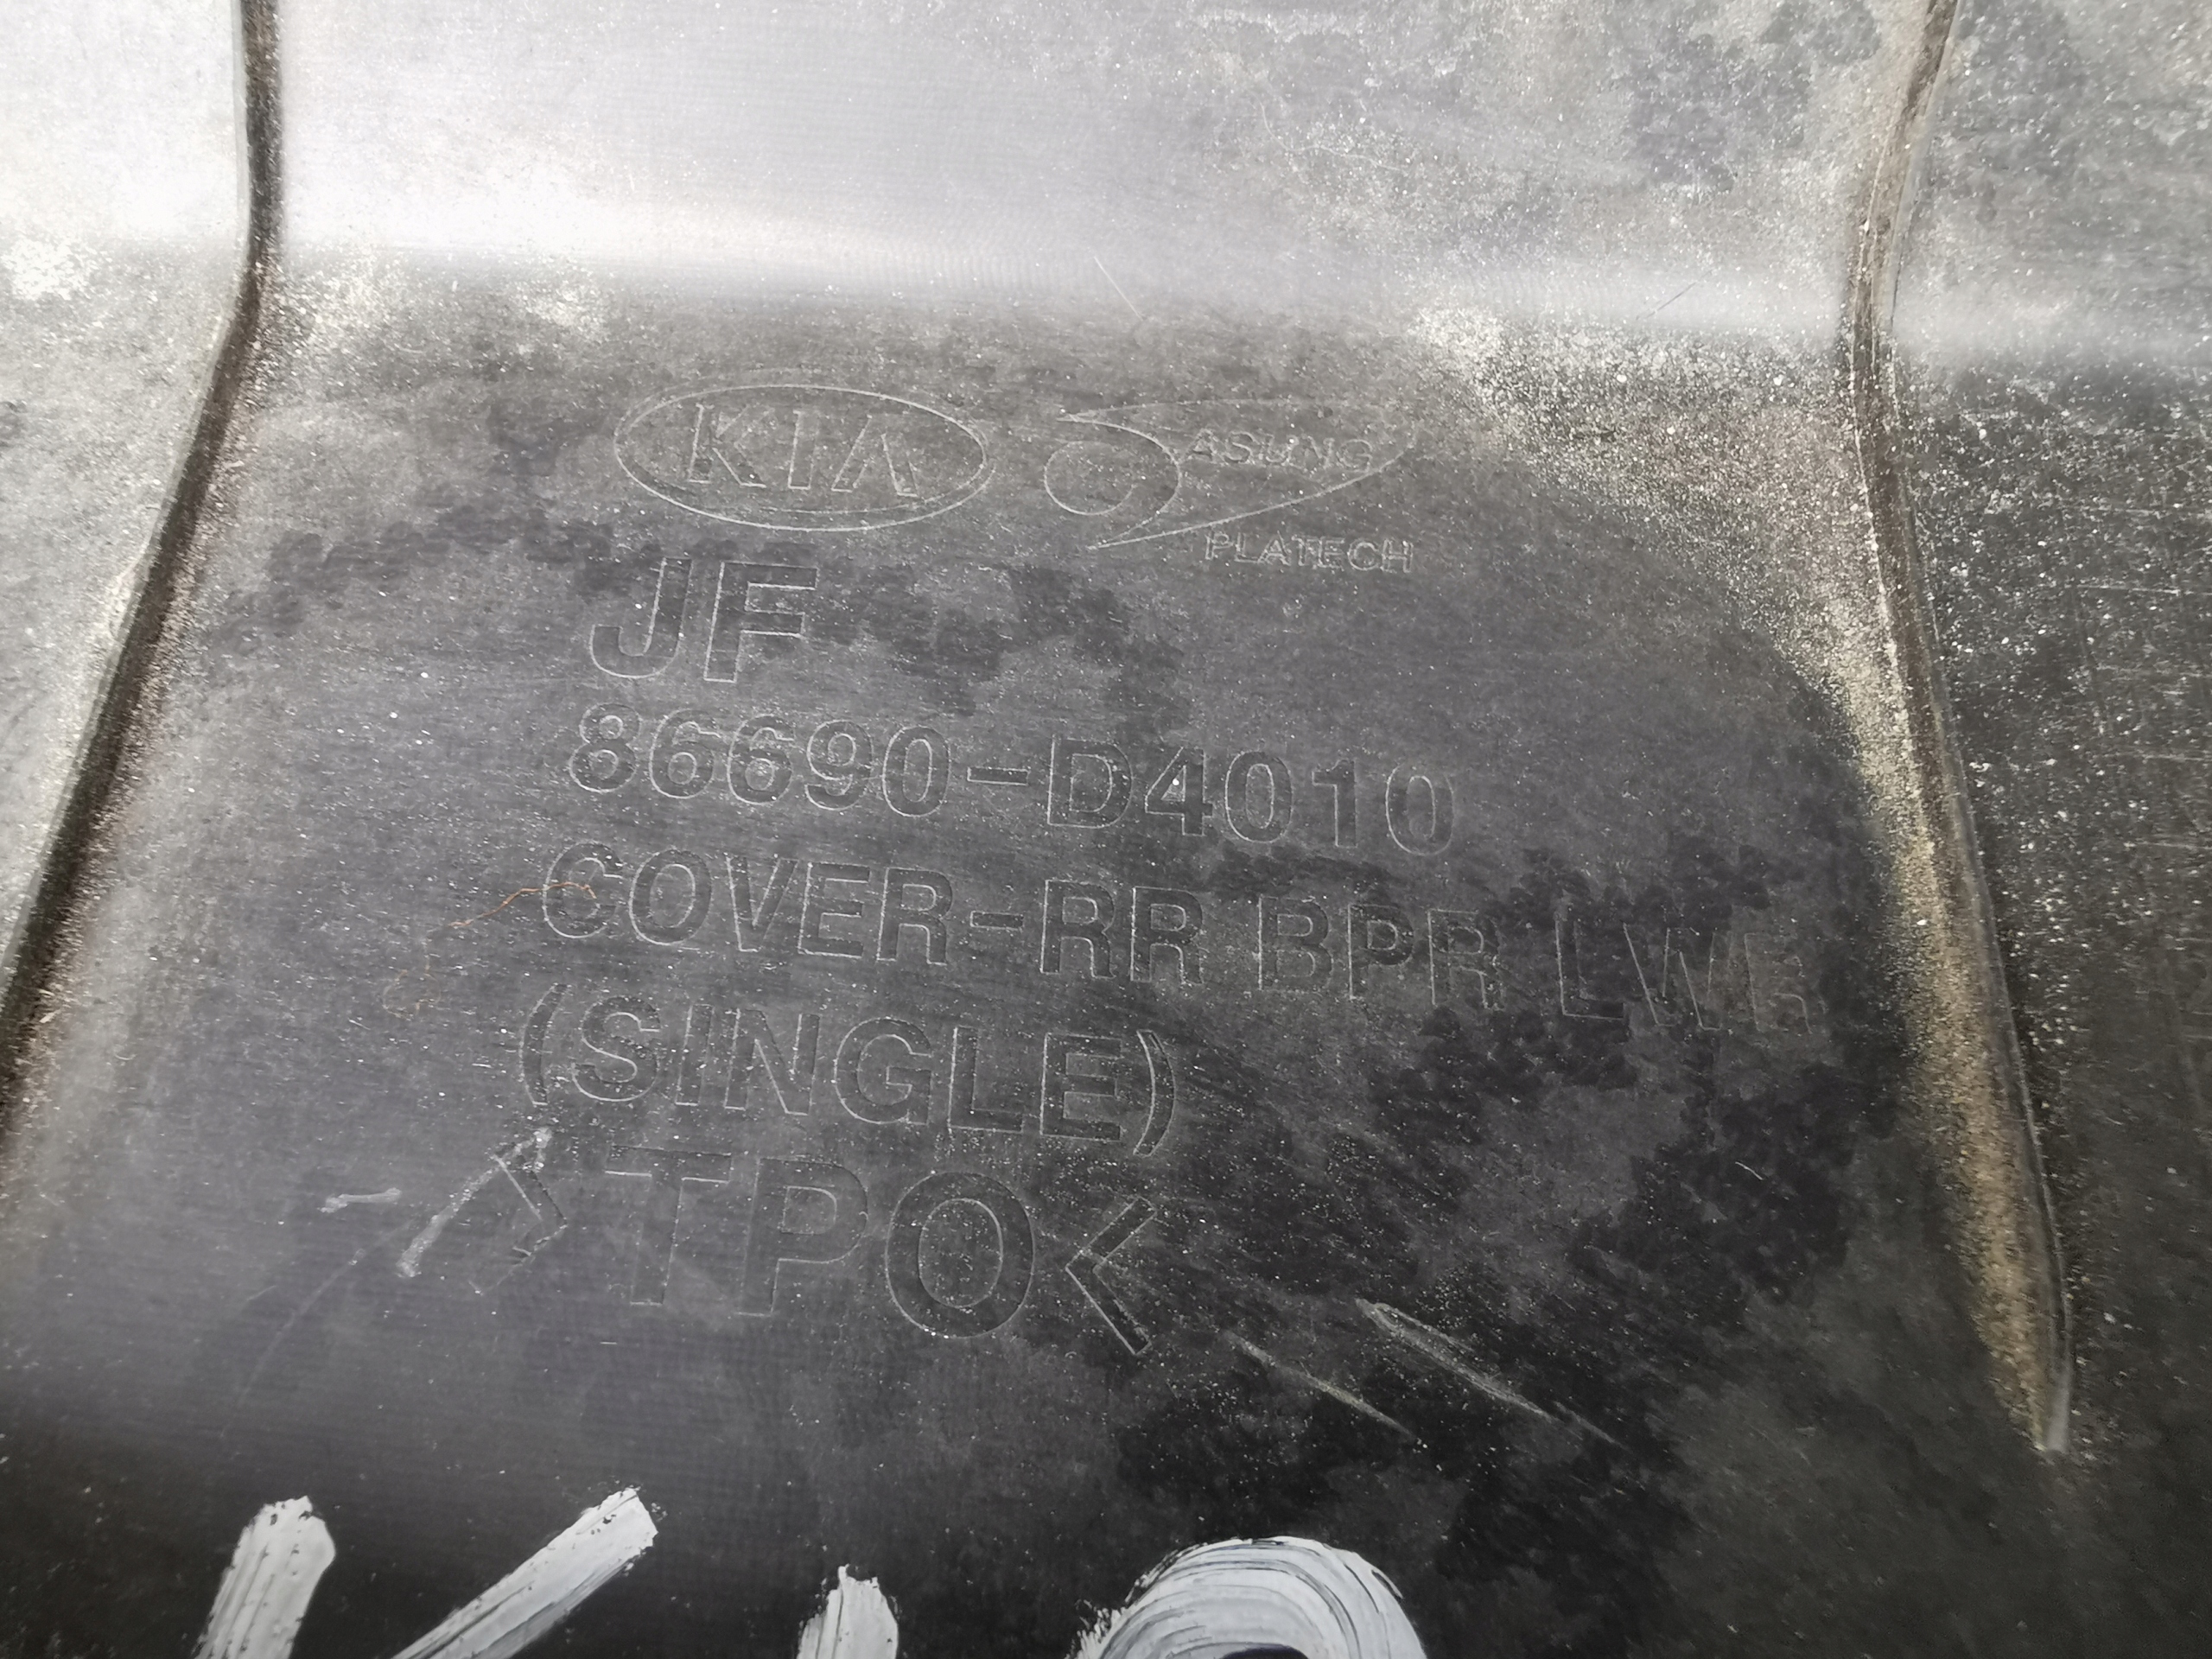 KIA ASUNG
PLATECH
JF
86690-D4010
COVER-RR BPR LWR
(SINGLE)
>TPO<